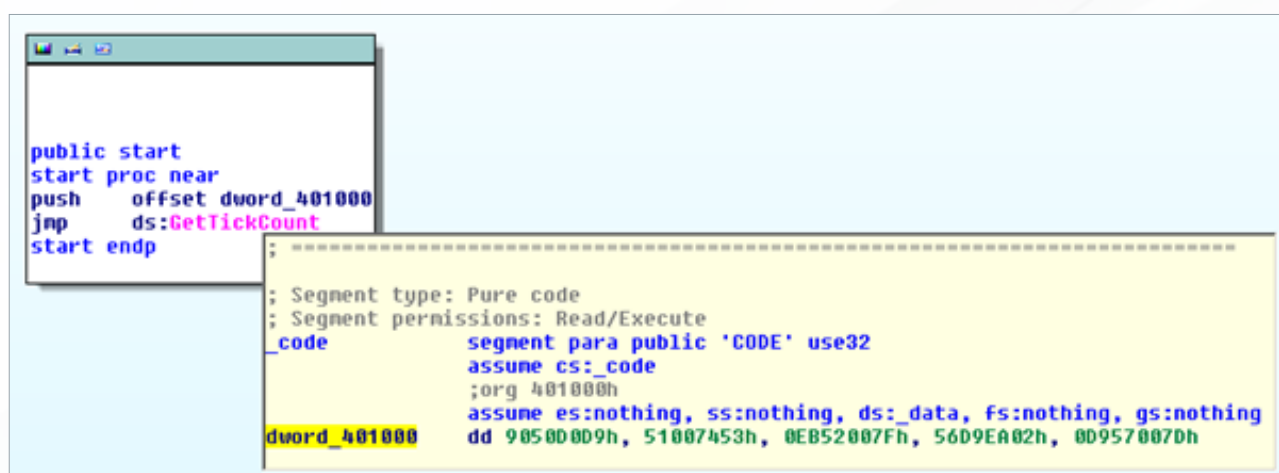 public start
start proc near
push offset dword_401000
jmp ds:GetTickCount
start endp
; ===========================================================================
; Segment type: Pure code
; Segment permissions: Read/Execute
_code segment para public 'CODE' use32
assume cs:_code
;org 401000h
assume es:nothing, ss:nothing, ds:_data, fs:nothing, gs:nothing
dword_401000 dd 9050D0D9h, 51007453h, 0EB52007Fh, 56D9EA02h, 0D957007Dh